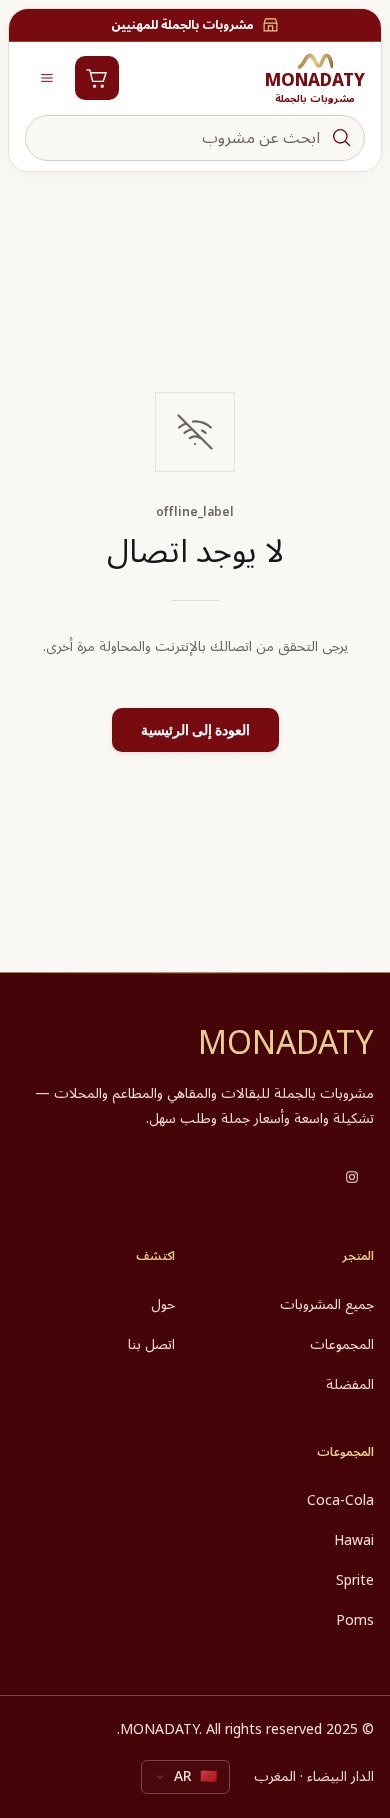 مشروبات بالجملة للمهنيين
MONADATY
مشروبات بالجملة
ابحث عن مشروب
offline_label
لا يوجد اتصال
يرجى التحقق من اتصالك بالإنترنت والمحاولة مرة أخرى.
العودة إلى الرئيسية
MONADATY
مشروبات بالجملة للبقالات والمقاهي والمطاعم والمحلات —
تشكيلة واسعة وأسعار جملة وطلب سهل.
المتجر
جميع المشروبات
المجموعات
المفضلة
اكتشف
حول
اتصل بنا
المجموعات
Coca-Cola
Hawai
Sprite
Poms
© 2025 MONADATY. All rights reserved.
الدار البيضاء · المغرب
AR